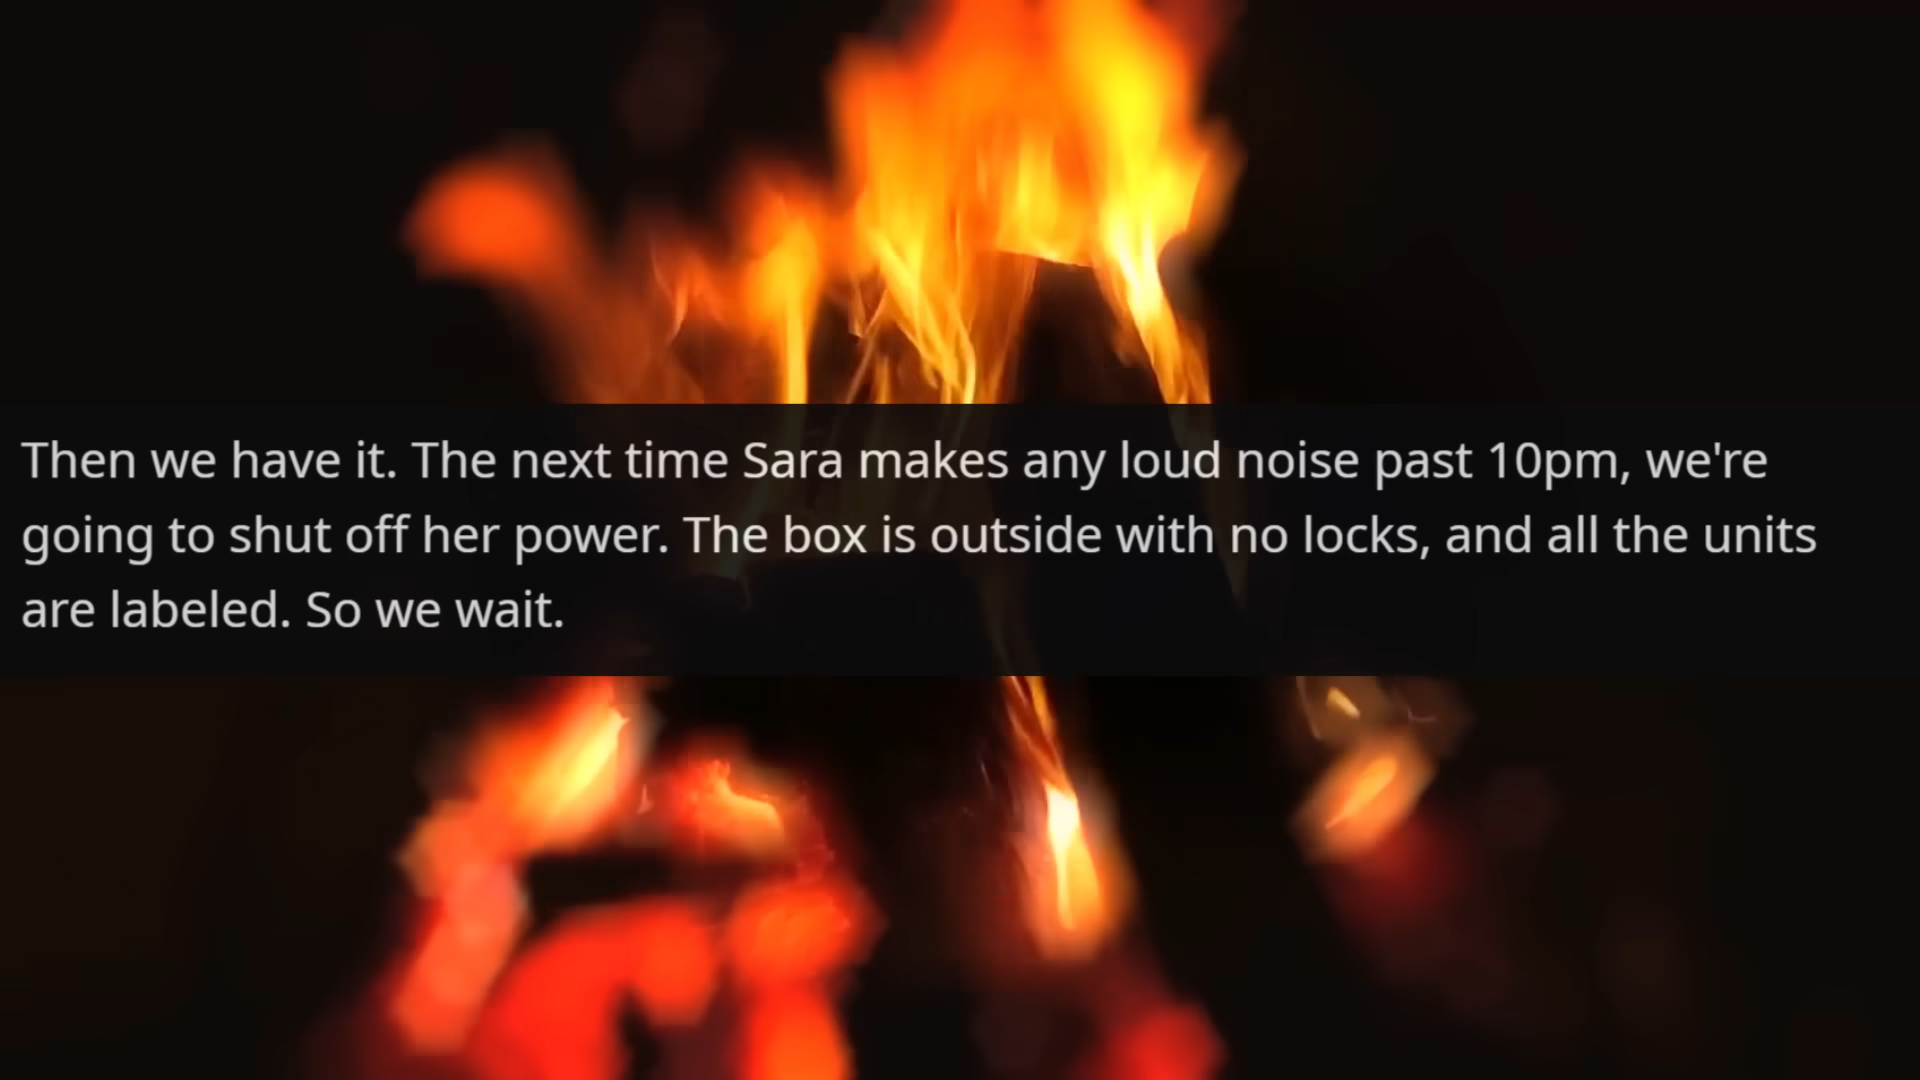 Then we have it. The next time Sara makes any loud noise past 10pm, we're
going to shut off her power. The box is outside with no locks, and all the units
are labeled. So we wait.